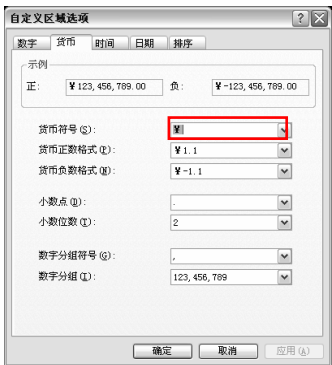 自定义区域选项
数字 货币 时间 日期 排序
示例
正: ¥123,456,789.00 负: ¥-123,456,789.00
货币符号(S): ¥
货币正数格式(P): ¥1.1
货币负数格式(N): ¥-1.1
小数点(D): .
小数位数(T): 2
数字分组符号(G): ,
数字分组(I): 123,456,789
确定 取消 应用(A)